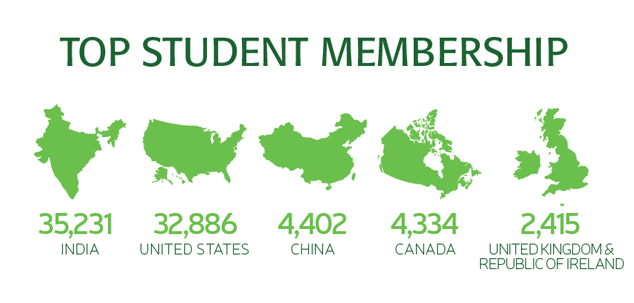 TOP STUDENT MEMBERSHIP
35,231
INDIA
32,886
UNITED STATES
4,402
CHINA
4,334
CANADA
2,415
UNITED KINGDOM &
REPUBLIC OF IRELAND